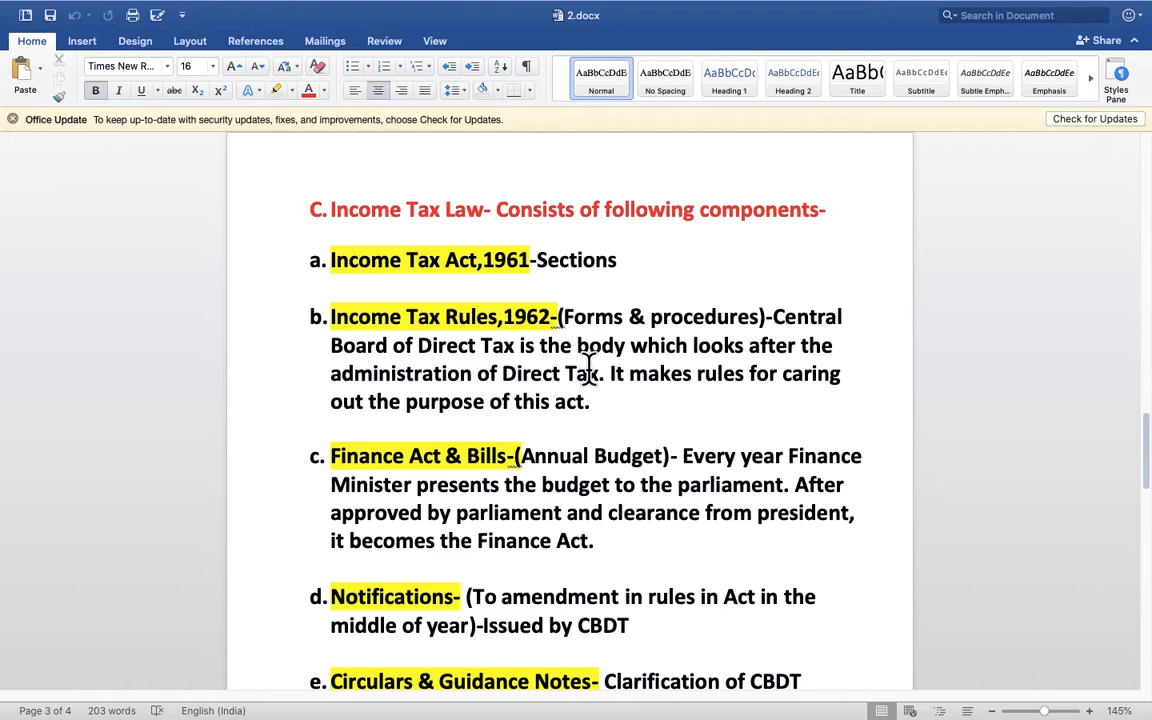 2.docx
Search in Document
Home Insert Design Layout References Mailings Review View
Share
Times New R... 16
Paste
AaBbCcDdE AaBbCcDdE AaBbCcDc AaBbCcDdE AaBb( AaBbCcDdE AaBbCcDdE AaBbCcDdE
Normal No Spacing Heading 1 Heading 2 Title Subtitle Subtle Emph... Emphasis
Styles
Pane
Office Update To keep up-to-date with security updates, fixes, and improvements, choose Check for Updates.
Check for Updates
C. Income Tax Law- Consists of following components-
a. Income Tax Act,1961-Sections
b. Income Tax Rules,1962-(Forms & procedures)-Central
Board of Direct Tax is the body which looks after the
administration of Direct Tax. It makes rules for caring
out the purpose of this act.
c. Finance Act & Bills-(Annual Budget)- Every year Finance
Minister presents the budget to the parliament. After
approved by parliament and clearance from president,
it becomes the Finance Act.
d. Notifications- (To amendment in rules in Act in the
middle of year)-Issued by CBDT
e. Circulars & Guidance Notes- Clarification of CBDT
Page 3 of 4 203 words English (India) 145%